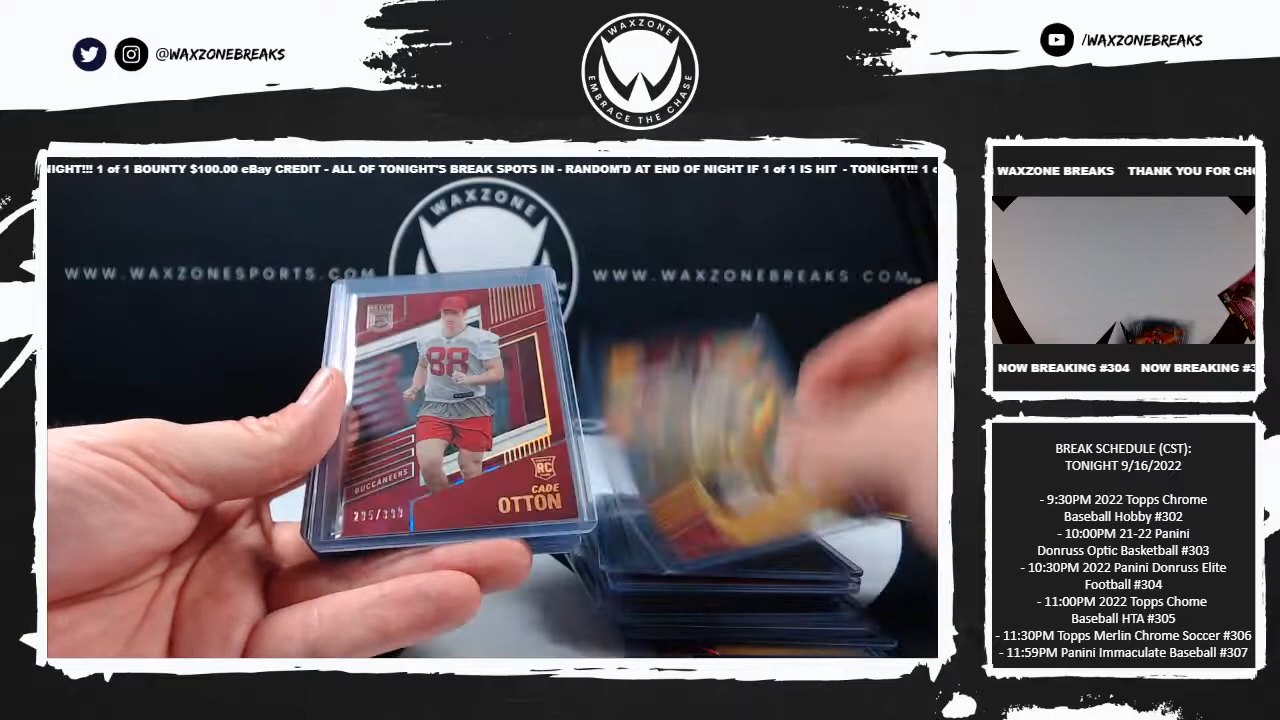 @WAXZONEBREAKS
WAXZONE
EMBRACE THE CHASE
/WAXZONEBREAKS
NIGHT!!! 1 of 1 BOUNTY $100.00 eBay CREDIT - ALL OF TONIGHT'S BREAK SPOTS IN - RANDOM'D AT END OF NIGHT IF 1 of 1 IS HIT - TONIGHT!!! 1
WAXZONE
WWW.WAXZONESPORTS.COM
WWW.WAXZONEBREAKS.COM
88
BUCCANEERS
RC
CADE
OTTON
WAXZONE BREAKS THANK YOU FOR CHO
NOW BREAKING #304 NOW BREAKING #3
BREAK SCHEDULE (CST):
TONIGHT 9/16/2022
- 9:30PM 2022 Topps Chrome
Baseball Hobby #302
- 10:00PM 21-22 Panini
Donruss Optic Basketball #303
- 10:30PM 2022 Panini Donruss Elite
Football #304
- 11:00PM 2022 Topps Chome
Baseball HTA #305
- 11:30PM Topps Merlin Chrome Soccer #306
- 11:59PM Panini Immaculate Baseball #307